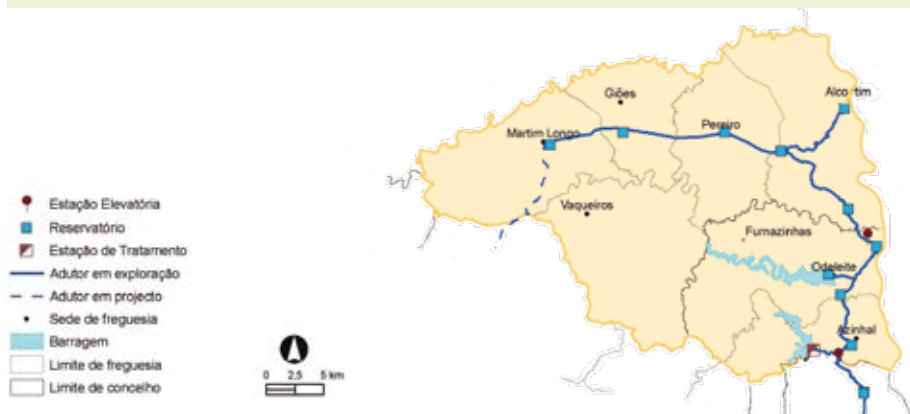 Alcoutim
Giões
Pereiro
Martim Longo
Vaqueiros
Furnazinhas
Odeleite
Azinhal
Estação Elevatória
Reservatório
Estação de Tratamento
Adutor em exploração
Adutor em projecto
Sede de freguesia
Barragem
Limite de freguesia
Limite de concelho
0 2,5 5 km